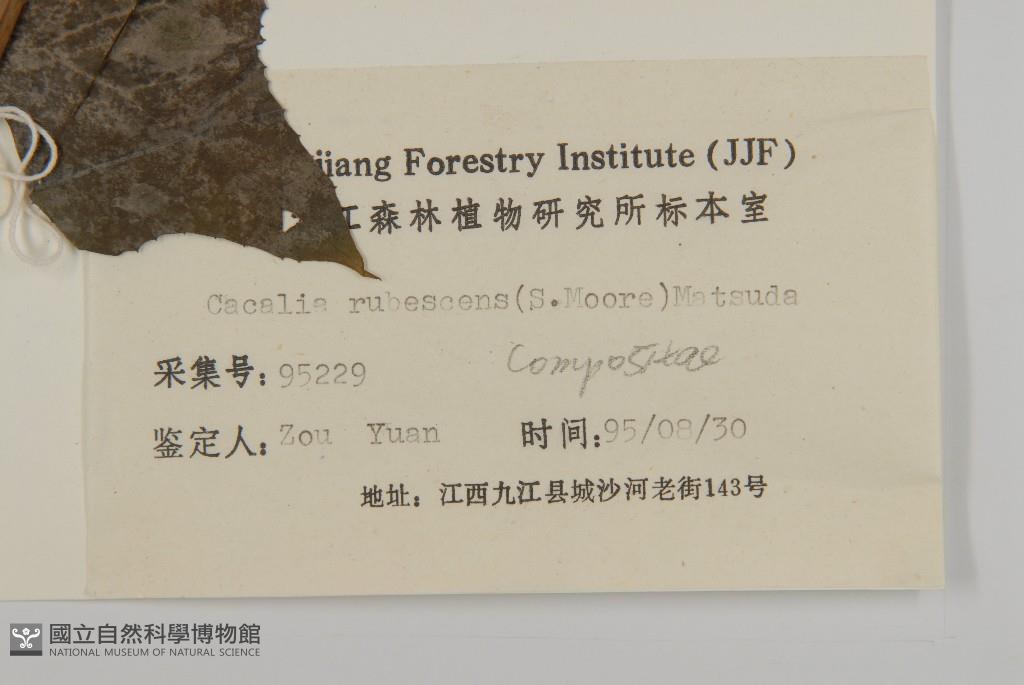 jiang Forestry Institute (JJF)
江森林植物研究所标本室
Cacalia rubescens(S.Moore)Matsuda
采集号：95229
Compositae
鉴定人：Zou Yuan
时间：95/08/30
地址：江西九江县城沙河老街143号
國立自然科學博物館
NATIONAL MUSEUM OF NATURAL SCIENCE